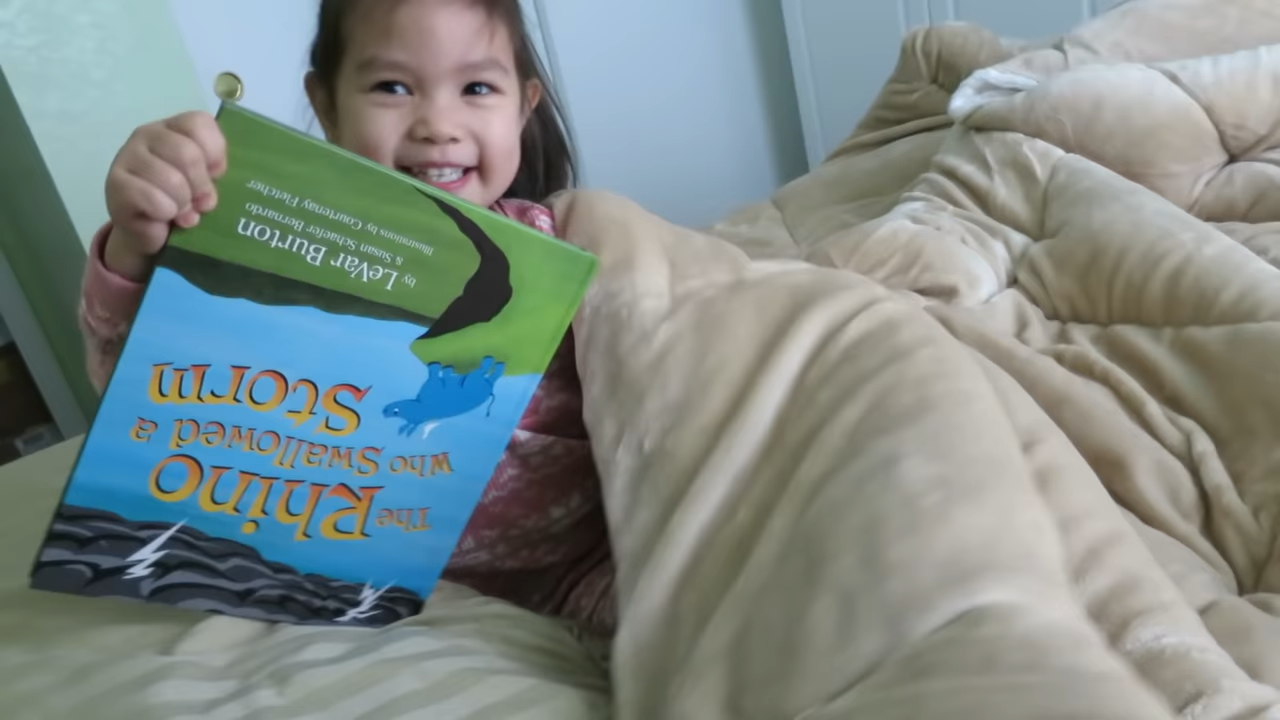 The Rhino
who Swallowed a
Storm
by LeVar Burton
& Susan Schaefer Bernardo
Illustrations by Courtenay Fletcher